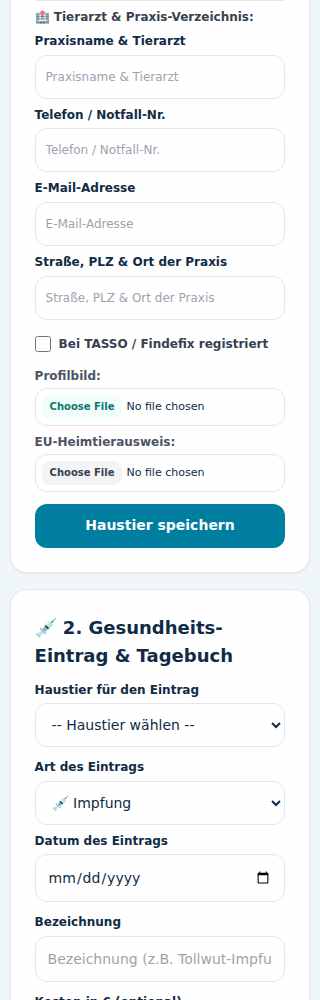 🏥 Tierarzt & Praxis-Verzeichnis:
Praxisname & Tierarzt
Praxisname & Tierarzt
Telefon / Notfall-Nr.
Telefon / Notfall-Nr.
E-Mail-Adresse
E-Mail-Adresse
Straße, PLZ & Ort der Praxis
Straße, PLZ & Ort der Praxis
Bei TASSO / Findefix registriert
Profilbild:
Choose File No file chosen
EU-Heimtierausweis:
Choose File No file chosen
Haustier speichern
💉 2. Gesundheits-
Eintrag & Tagebuch
Haustier für den Eintrag
-- Haustier wählen --
Art des Eintrags
💉 Impfung
Datum des Eintrags
mm/dd/yyyy
Bezeichnung
Bezeichnung (z.B. Tollwut-Impfu
Kosten in € (optional)